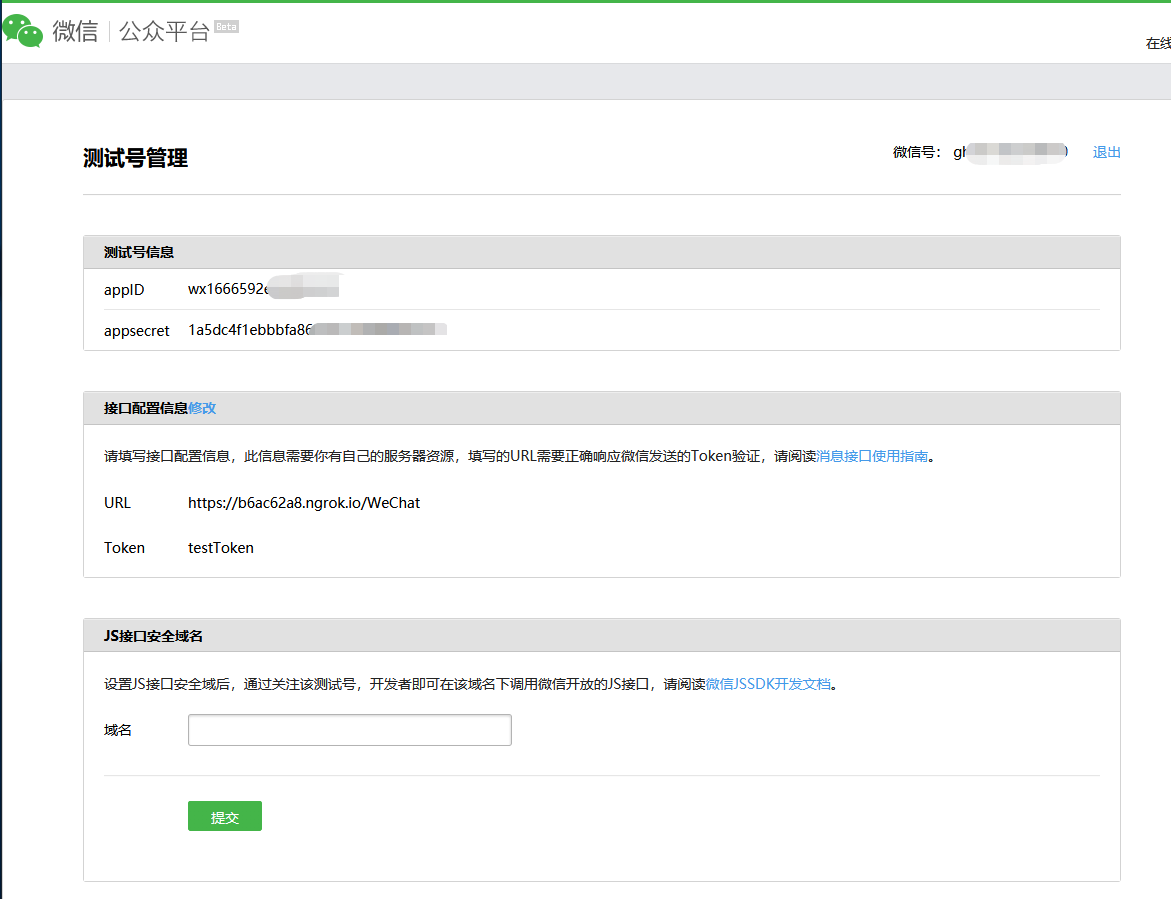 微信 公众平台 Beta
在线
测试号管理
微信号： gh 退出
测试号信息
appID wx1666592e
appsecret 1a5dc4f1ebbbfa86
接口配置信息修改
请填写接口配置信息，此信息需要你有自己的服务器资源，填写的URL需要正确响应微信发送的Token验证，请阅读消息接口使用指南。
URL https://b6ac62a8.ngrok.io/WeChat
Token testToken
JS接口安全域名
设置JS接口安全域后，通过关注该测试号，开发者即可在该域名下调用微信开放的JS接口，请阅读微信JSSDK开发文档。
域名
提交